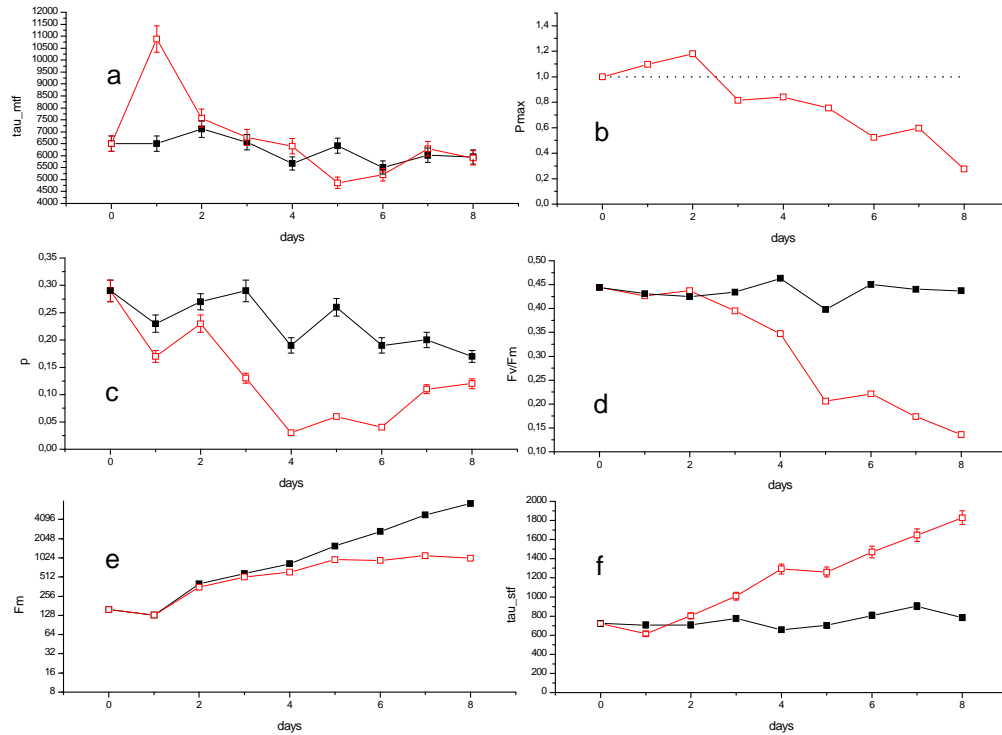 12000
11500
11000
10500
10000
9500
9000
8500
8000
7500
7000
6500
6000
5500
5000
4500
4000
tau_mtf
a
0 2 4 6 8
days
1,4
1,2
1,0
0,8
0,6
0,4
0,2
0,0
Pmax
b
0 2 4 6 8
days
0,35
0,30
0,25
0,20
0,15
0,10
0,05
0,00
p
c
0 2 4 6 8
days
0,50
0,45
0,40
0,35
0,30
0,25
0,20
0,15
0,10
Fv/Fm
d
0 2 4 6 8
days
4096
2048
1024
512
256
128
64
32
16
8
Fm
e
0 2 4 6 8
days
2000
1800
1600
1400
1200
1000
800
600
400
200
0
tau_stf
f
0 2 4 6 8
days